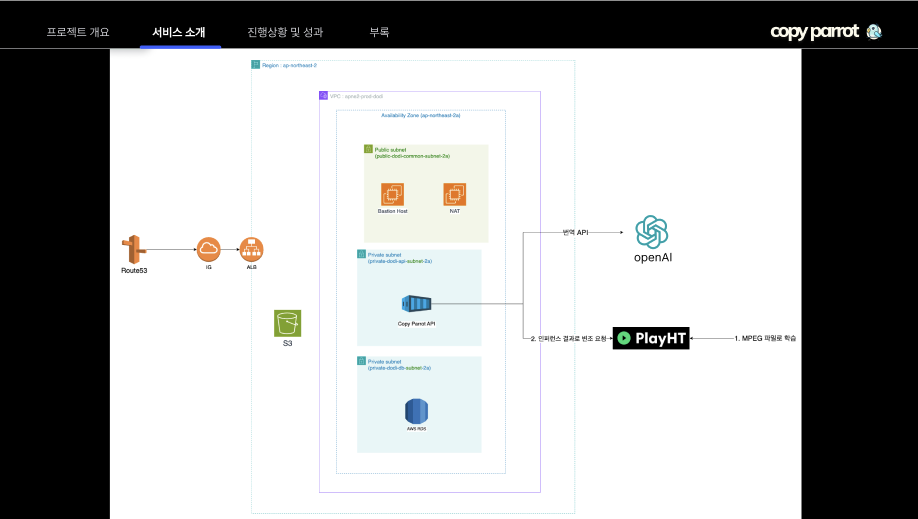 프로젝트 개요
서비스 소개
진행상황 및 성과
부록
copy parrot
Region : ap-northeast-2
VPC : apne2-prod-dodi
Availability Zone (ap-northeast-2a)
Public subnet
(public-dodi-common-subnet-2a)
Bastion Host
NAT
Route53
IG
ALB
Private subnet
(private-dodi-api-subnet-2a)
Copy Parrot API
번역 API
openAI
S3
2. 인퍼런스 결과로 변조 요청
PlayHT
1. MPEG 파일로 학습
Private subnet
(private-dodi-db-subnet-2a)
AWS RDS